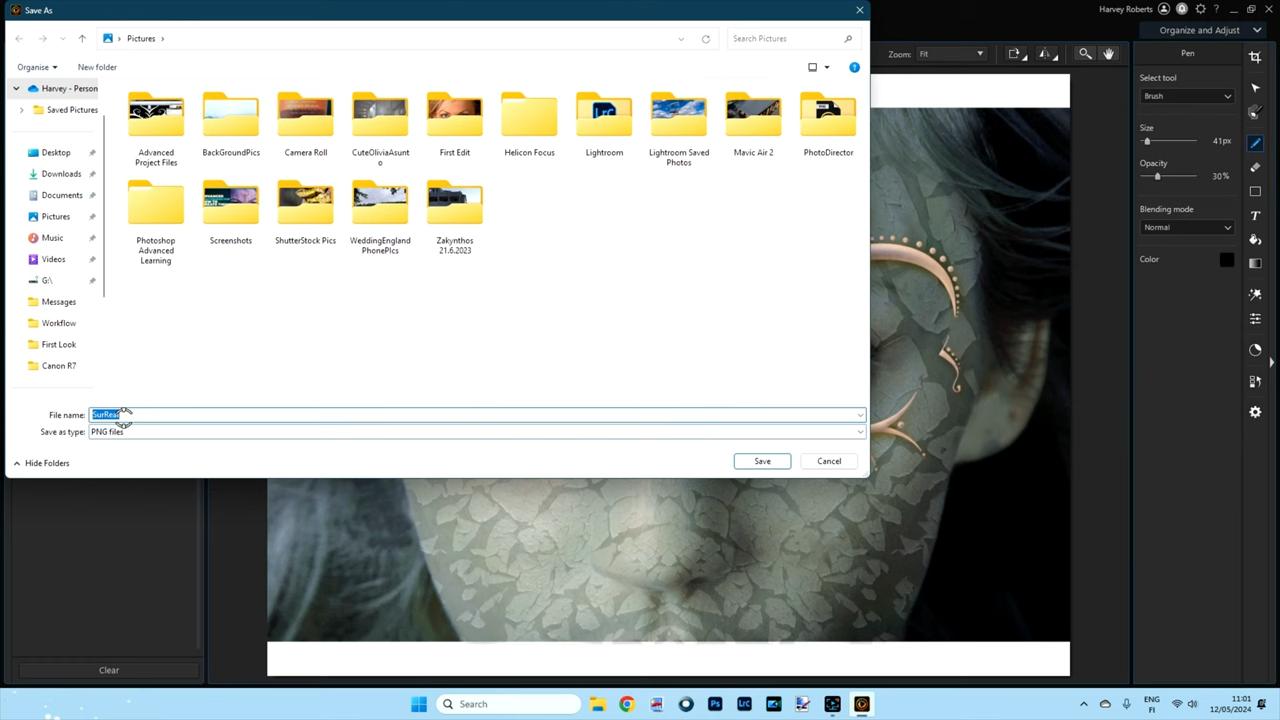 Save As
Harvey Roberts
Organize and Adjust
Pictures
Search Pictures
Zoom: Fit
Pen
Organise
New folder
Select tool
Brush
Harvey - Person
Saved Pictures
Desktop
Downloads
Documents
Pictures
Music
Videos
G:\
Messages
Workflow
First Look
Canon R7
Advanced
Project Files
BackGroundPics
Camera Roll
CuteOliviaAsunt
o
First Edit
Helicon Focus
Lightroom
Lightroom Saved
Photos
Mavic Air 2
PhotoDirector
Photoshop
Advanced
Learning
Screenshots
ShutterStock Pics
WeddingEngland
PhonePIcs
Zakynthos
21.6.2023
Size
41px
Opacity
30%
Blending mode
Normal
Color
File name:
Save as type: PNG files
Hide Folders
Save
Cancel
Clear
Search
ENG
FI
11:01
12/05/2024